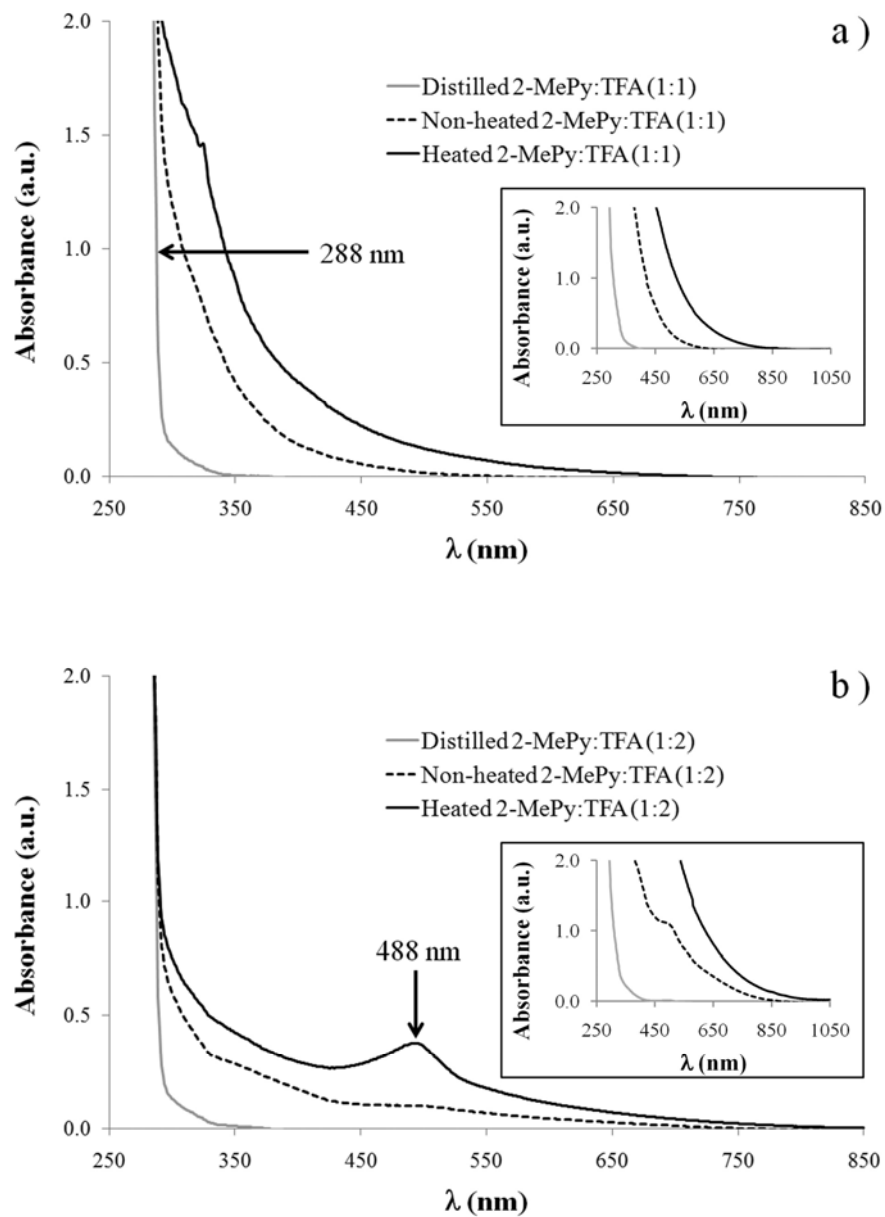 a )
2.0
1.5
1.0
0.5
0.0
Absorbance (a.u.)
Distilled 2-MePy:TFA (1:1)
Non-heated 2-MePy:TFA (1:1)
Heated 2-MePy:TFA (1:1)
288 nm
2.0
1.0
0.0
Absorbance (a.u.)
250 450 650 850 1050
λ (nm)
250 350 450 550 650 750 850
λ (nm)
b )
2.0
1.5
1.0
0.5
0.0
Absorbance (a.u.)
Distilled 2-MePy:TFA (1:2)
Non-heated 2-MePy:TFA (1:2)
Heated 2-MePy:TFA (1:2)
488 nm
2.0
1.0
0.0
Absorbance (a.u.)
250 450 650 850 1050
λ (nm)
250 350 450 550 650 750 850
λ (nm)